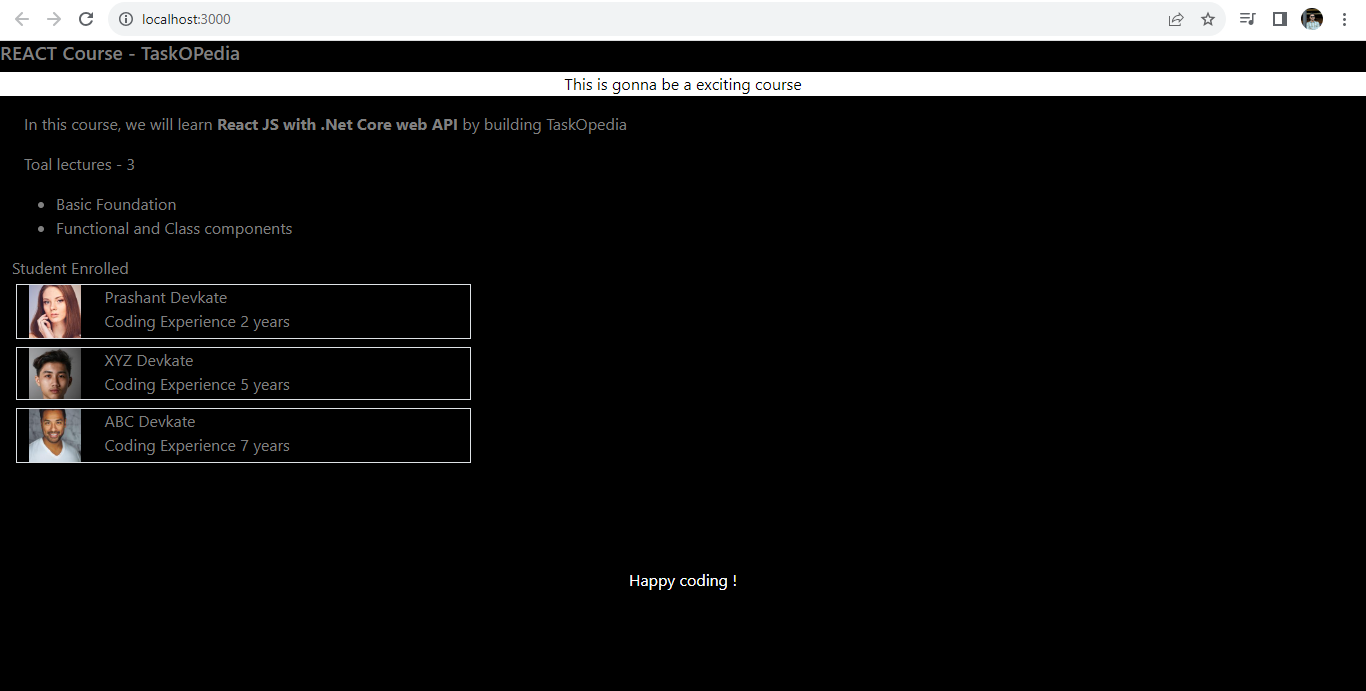 localhost:3000
REACT Course - TaskOPedia
This is gonna be a exciting course
In this course, we will learn React JS with .Net Core web API by building TaskOpedia
Toal lectures - 3
Basic Foundation
Functional and Class components
Student Enrolled
Prashant Devkate
Coding Experience 2 years
XYZ Devkate
Coding Experience 5 years
ABC Devkate
Coding Experience 7 years
Happy coding !